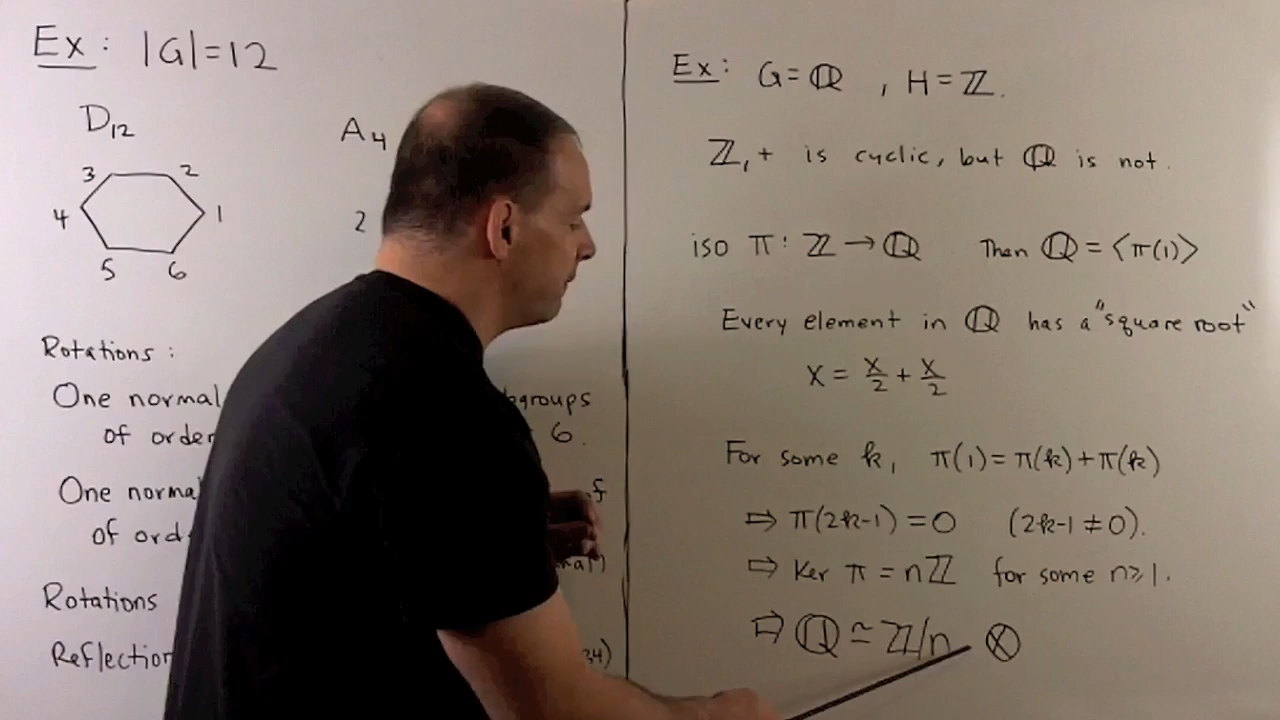 Ex: |G|=12
D₁₂
A₄
3
2
4
1
2
5
6
Rotations:
One normal
of order
One normal
of ord
Rotations
Reflection
6.
34)
Ex: G=ℚ, H=ℤ.
ℤ,+ is cyclic, but ℚ is not.
iso π: ℤ→ℚ Then ℚ=⟨π(1)⟩
Every element in ℚ has a "square root"
x = x/2 + x/2
For some k, π(1)=π(k)+π(k)
⇒ π(2k-1)=0 (2k-1≠0).
⇒ Ker π = nℤ for some n≥1.
⇒ ℚ≃ℤ/n ⊗